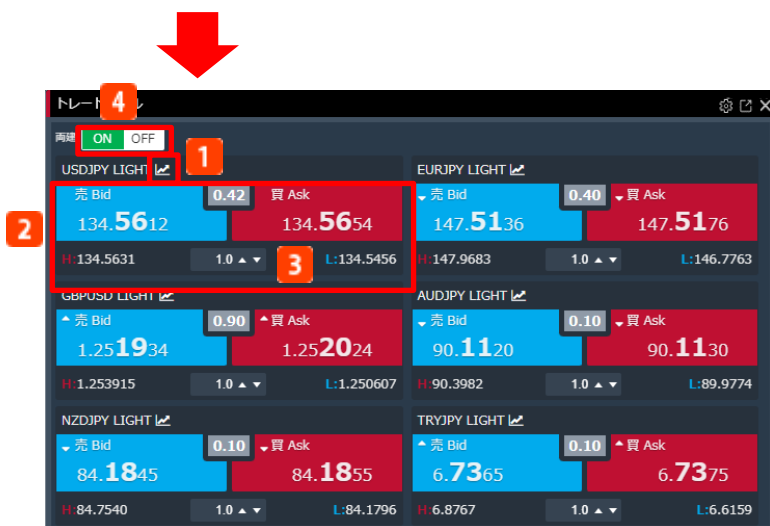 トレート
4
両建 ON OFF
1
USDJPY LIGHT EURJPY LIGHT
売 Bid 0.42 買 Ask 売 Bid 0.40 買 Ask
2
134.5612 134.5654 147.5136 147.5176
3
H:134.5631 1.0 L:134.5456 H:147.9683 1.0 L:146.7763
GBPUSD LIGHT AUDJPY LIGHT
売 Bid 0.90 買 Ask 売 Bid 0.10 買 Ask
1.251934 1.252024 90.1120 90.1130
H:1.253915 1.0 L:1.250607 H:90.3982 1.0 L:89.9774
NZDJPY LIGHT TRYJPY LIGHT
売 Bid 0.10 買 Ask 売 Bid 0.10 買 Ask
84.1845 84.1855 6.7365 6.7375
H:84.7540 1.0 L:84.1796 H:6.8767 1.0 L:6.6159